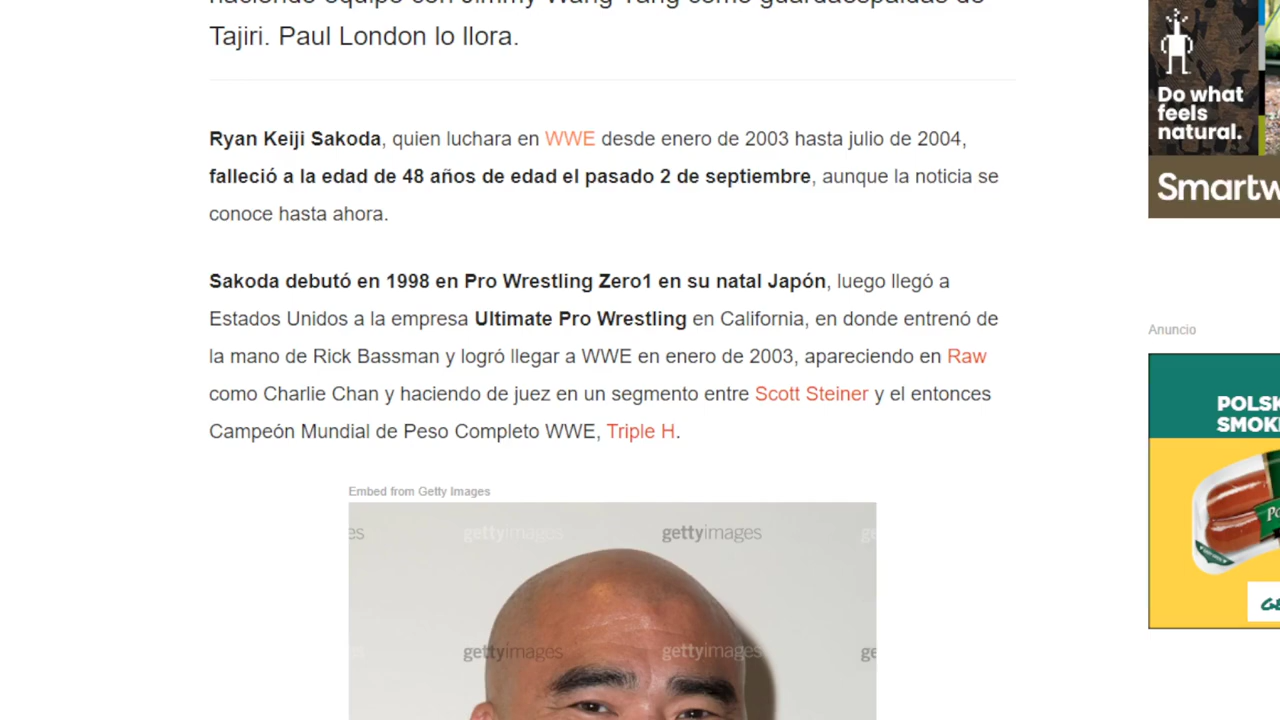 Tajiri. Paul London lo llora.
Ryan Keiji Sakoda, quien luchara en WWE desde enero de 2003 hasta julio de 2004,
falleció a la edad de 48 años de edad el pasado 2 de septiembre, aunque la noticia se
conoce hasta ahora.
Sakoda debutó en 1998 en Pro Wrestling Zero1 en su natal Japón, luego llegó a
Estados Unidos a la empresa Ultimate Pro Wrestling en California, en donde entrenó de
la mano de Rick Bassman y logró llegar a WWE en enero de 2003, apareciendo en Raw
como Charlie Chan y haciendo de juez en un segmento entre Scott Steiner y el entonces
Campeón Mundial de Peso Completo WWE, Triple H.
Embed from Getty Images
gettyimages gettyimages
gettyimages gettyimages
Do what
feels
natural.
Anuncio